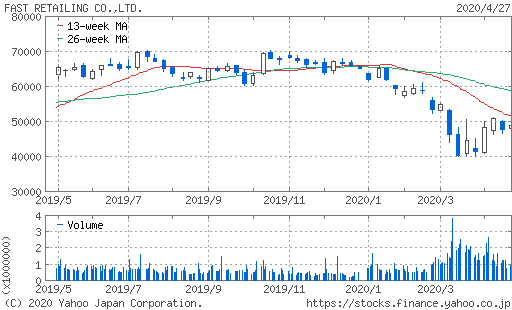 FAST RETAILING CO.,LTD. 2020/4/27
80000
13-week MA
26-week MA
70000
60000
50000
40000
30000
2019/5 2019/7 2019/9 2019/11 2020/1 2020/3
4
Volume
3
2
1
0
(x1000000)
2019/5 2019/7 2019/9 2019/11 2020/1 2020/3
(C) 2020 Yahoo Japan Corporation. https://stocks.finance.yahoo.co.jp/